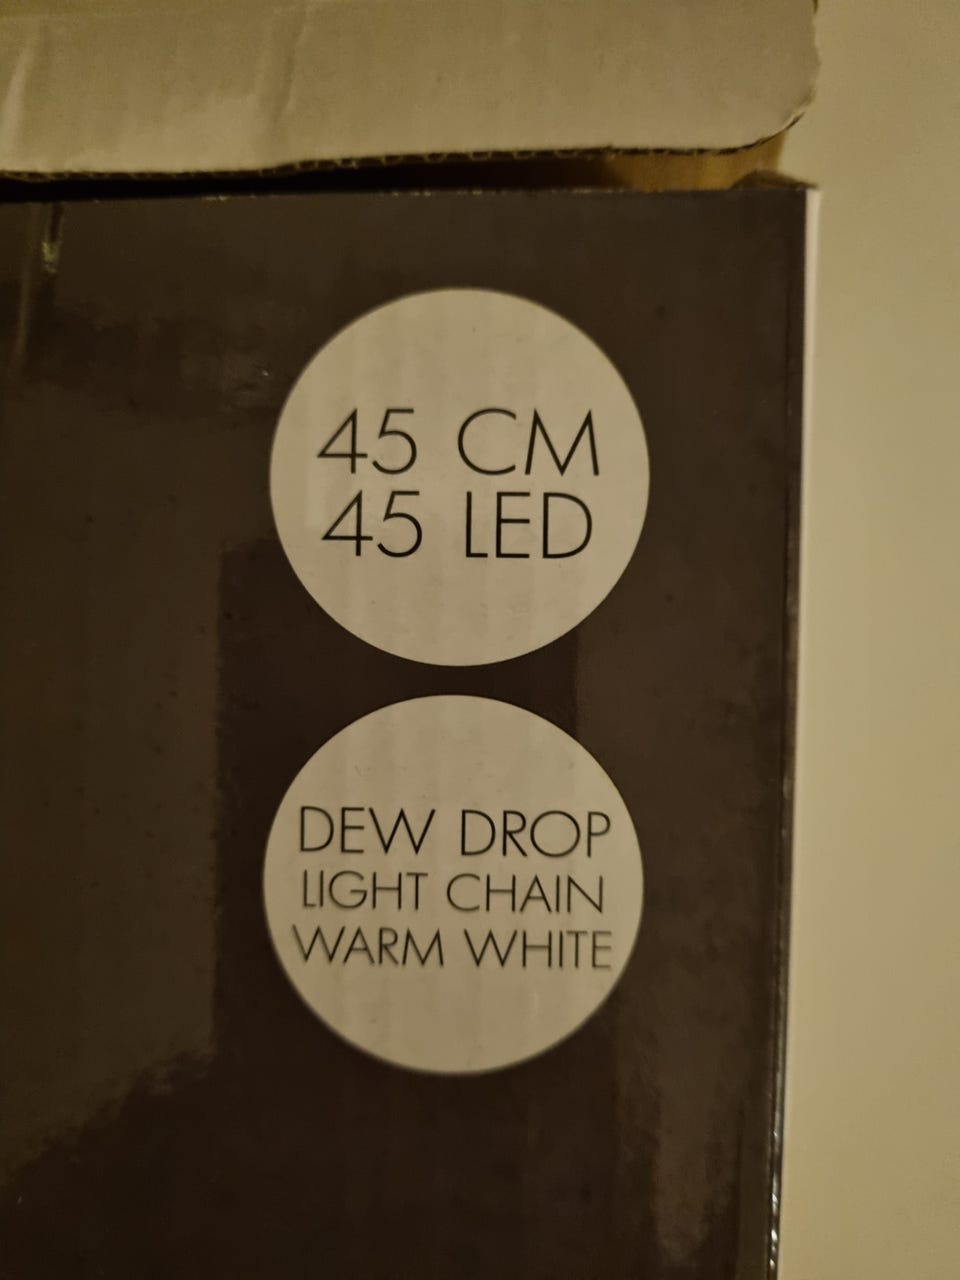 45 CM
45 LED
DEW DROP
LIGHT CHAIN
WARM WHITE